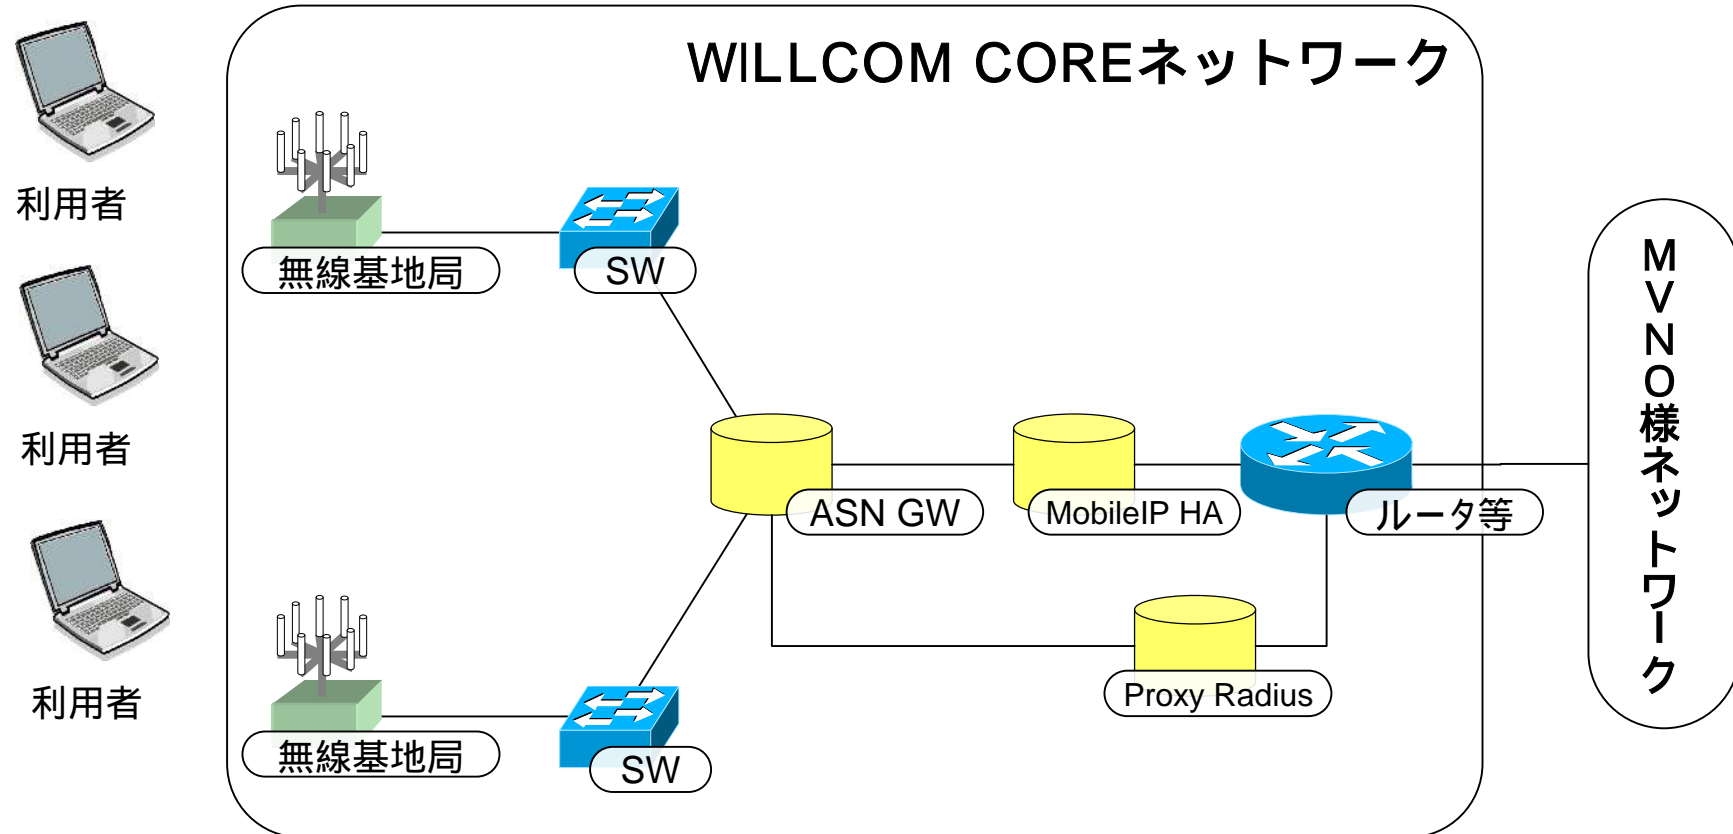 WILLCOM COREネットワーク
利用者
無線基地局
SW
利用者
ASN GW
MobileIP HA
ルータ等
MVNO様ネットワーク
利用者
Proxy Radius
無線基地局
SW